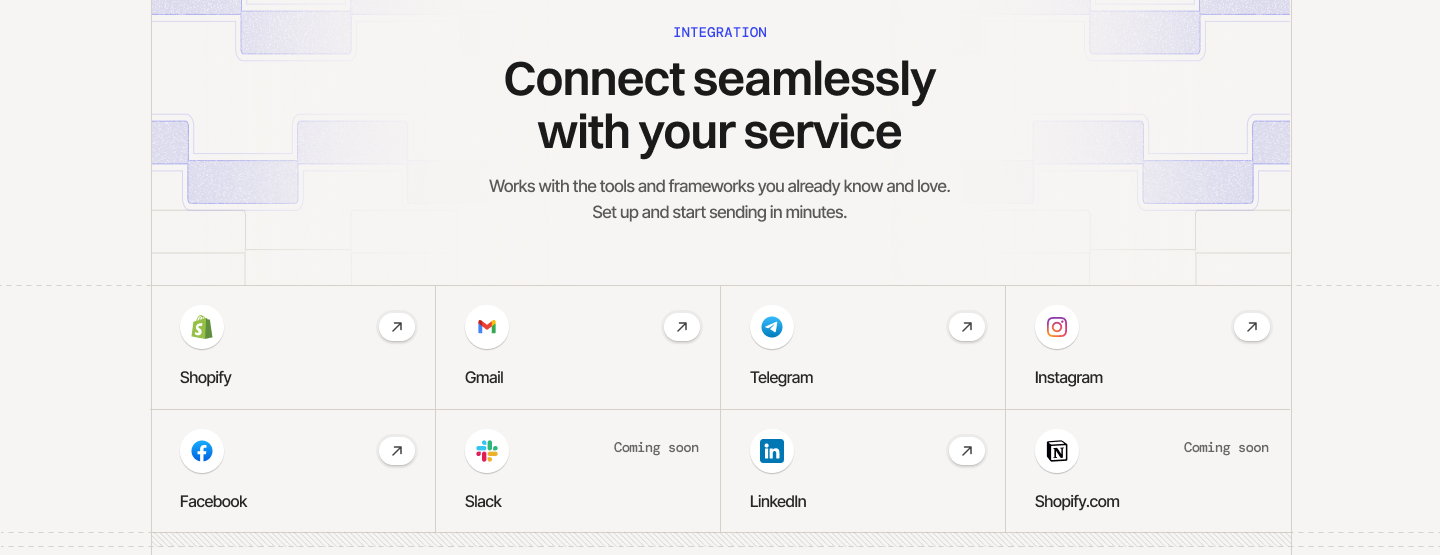 INTEGRATION
Connect seamlessly
with your service
Works with the tools and frameworks you already know and love.
Set up and start sending in minutes.
Shopify
Gmail
Telegram
Instagram
Coming soon
Coming soon
Facebook
Slack
LinkedIn
Shopify.com